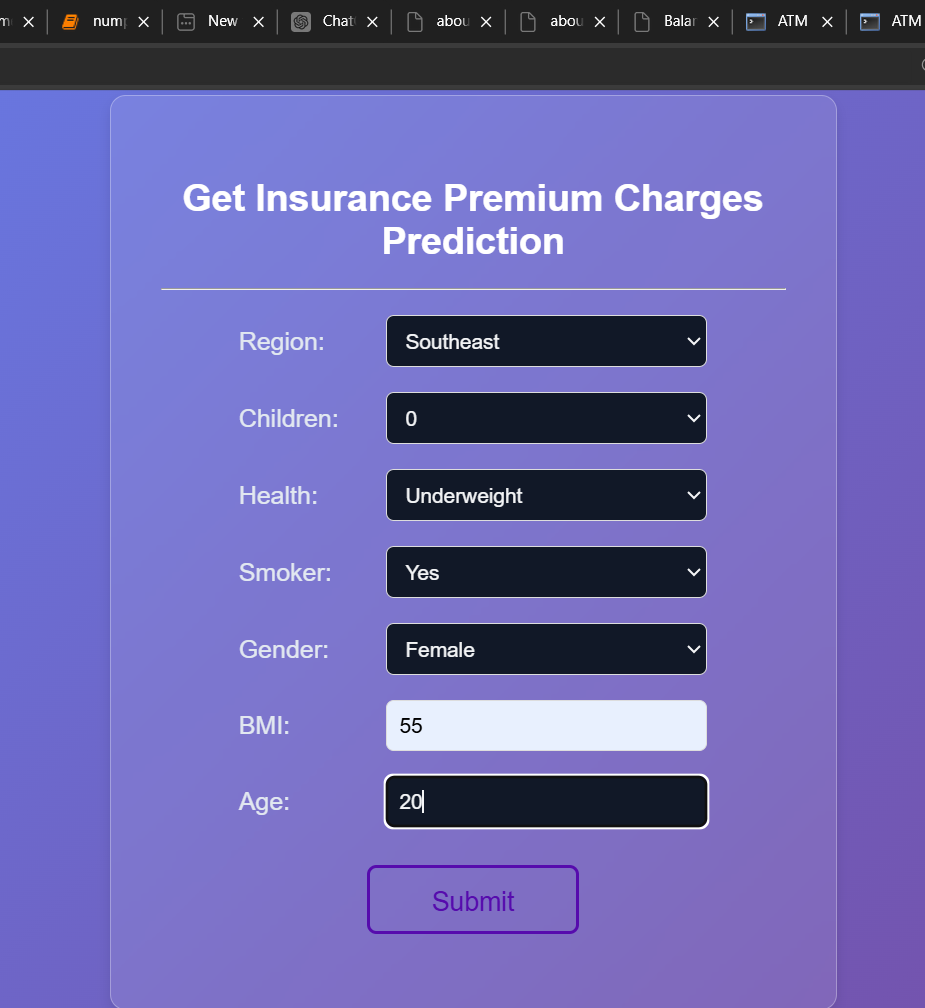 nump
New
Chat
abou
abou
Balar
ATM
ATM
Get Insurance Premium Charges
Prediction
Region: Southeast
Children: 0
Health: Underweight
Smoker: Yes
Gender: Female
BMI: 55
Age: 20
Submit